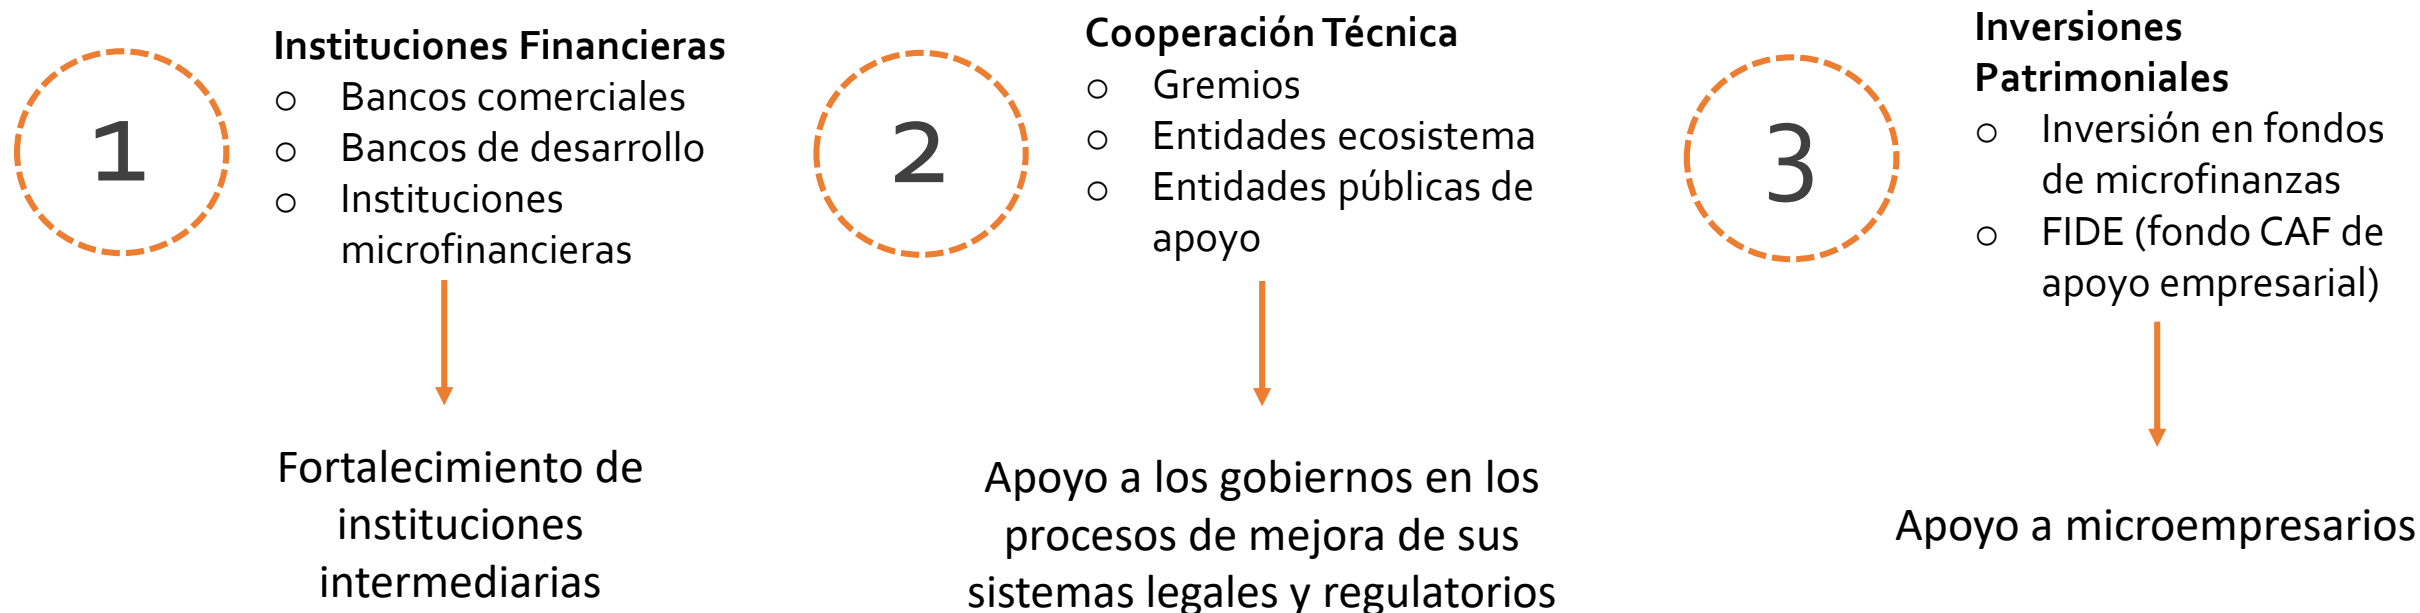 1
Instituciones Financieras
o Bancos comerciales
o Bancos de desarrollo
o Instituciones
microfinancieras
Fortalecimiento de
instituciones
intermediarias
2
Cooperación Técnica
o Gremios
o Entidades ecosistema
o Entidades públicas de
apoyo
Apoyo a los gobiernos en los
procesos de mejora de sus
sistemas legales y regulatorios
3
Inversiones
Patrimoniales
o Inversión en fondos
de microfinanzas
o FIDE (fondo CAF de
apoyo empresarial)
Apoyo a microempresarios